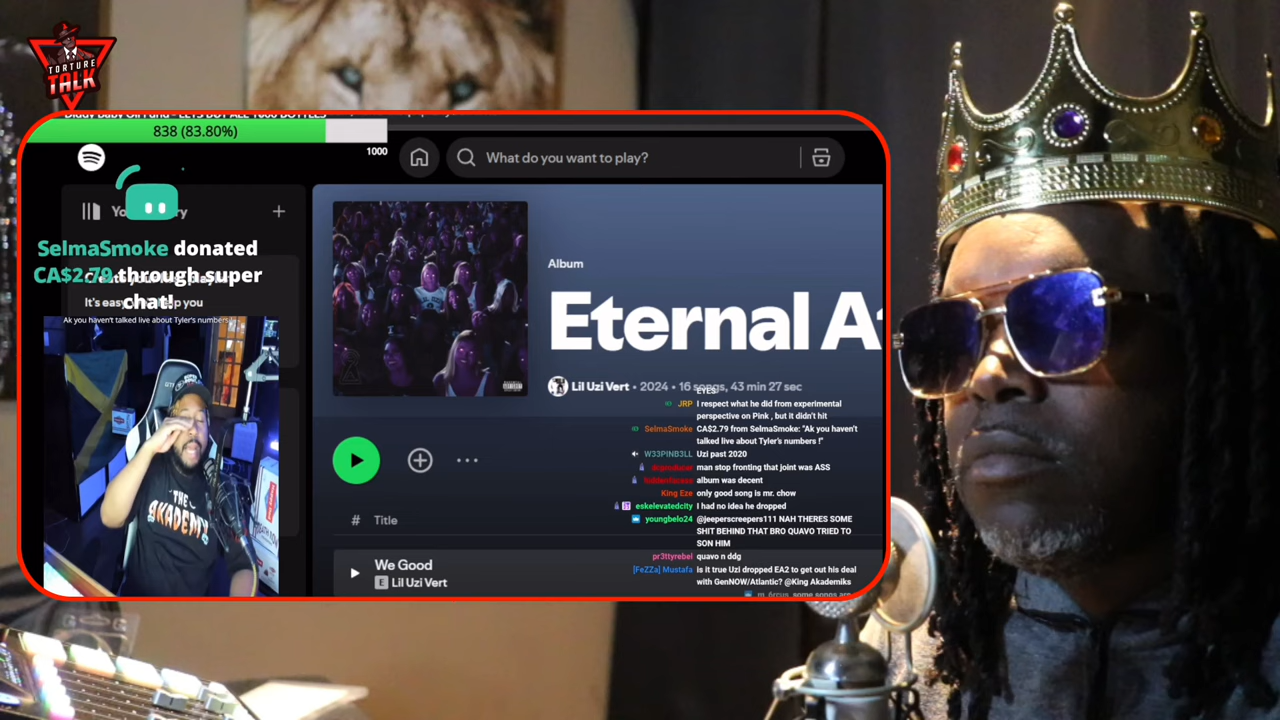 TORTURE
TALK
838 (83.80%)
1000
What do you want to play?
SelmaSmoke donated
CA$2.79 through super
chat!
It's easy
you
Ak you haven't talked live about Tyler's numbers
THE
AKADEMY
Album
Eternal A
Lil Uzi Vert • 2024 • 16 songs, 43 min 27 sec
EYES
JRP I respect what he did from experimental
perspective on Pink , but it didn't hit
SelmaSmoke CA$2.79 from SelmaSmoke: "Ak you haven't
talked live about Tyler's numbers !"
W33PINB3LL Uzi past 2020
man stop fronting that joint was ASS
album was decent
King Eze only good song is mr. chow
eskelevatedcity I had no idea he dropped
youngbelo24 @jeeperscreepers111 NAH THERES SOME
SHIT BEHIND THAT BRO QUAVO TRIED TO
SON HIM
pr3ttyrebel quavo n ddg
[FeZZa] Mustafa is it true Uzi dropped EA2 to get out his deal
with GenNOW/Atlantic? @King Akademiks
some songs are
# Title
We Good
E Lil Uzi Vert